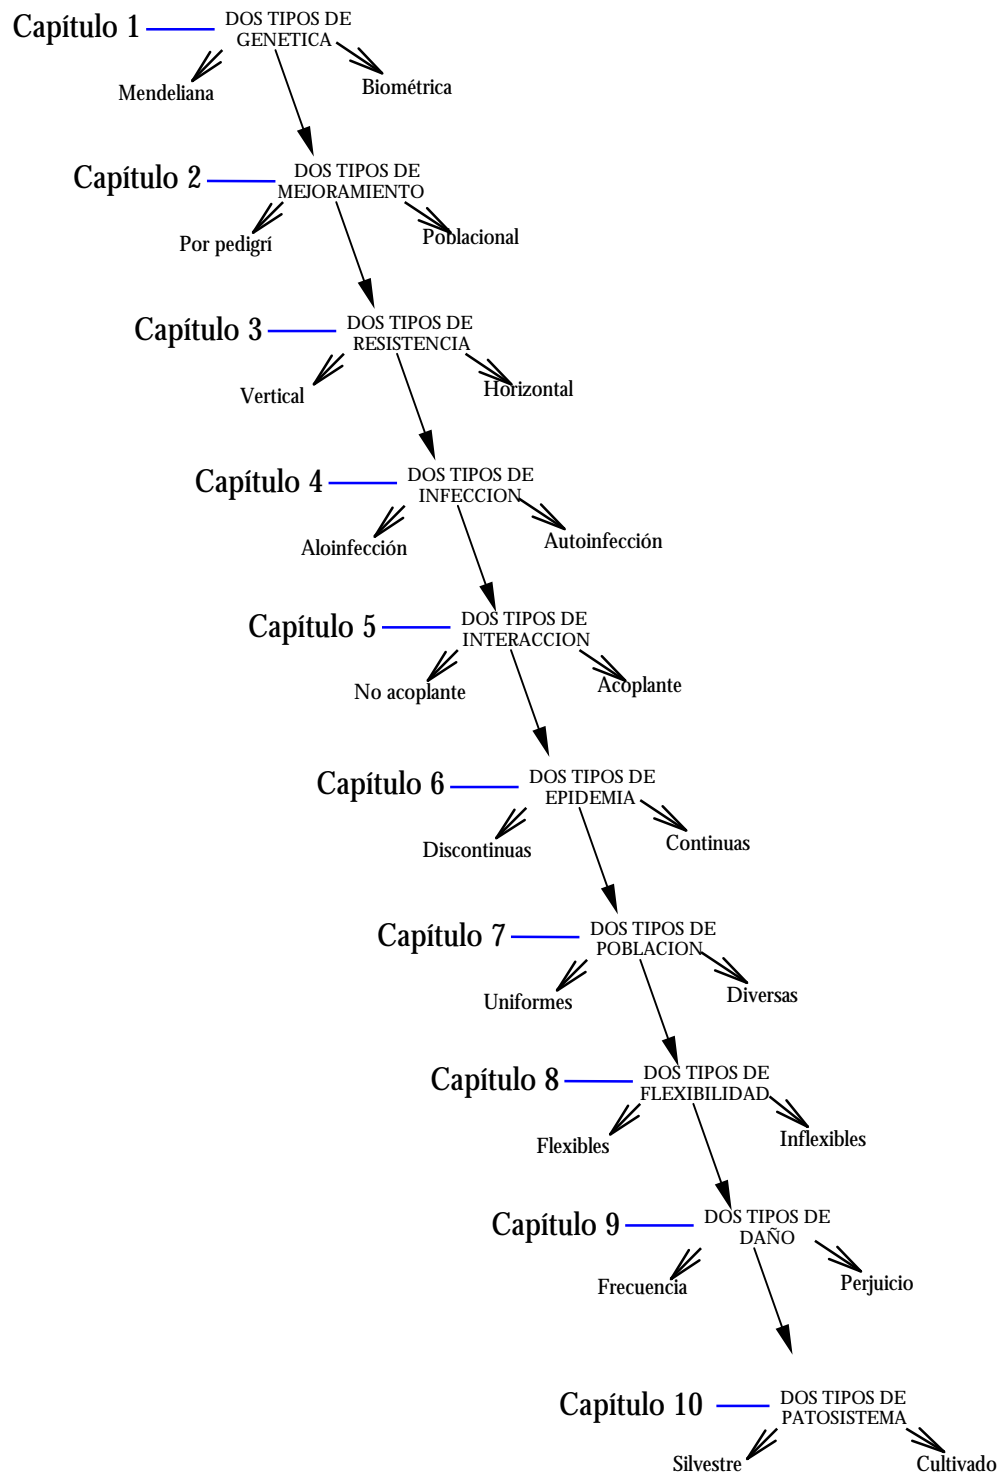 Capítulo 1
DOS TIPOS DE
GENETICA
Mendeliana
Biométrica
Capítulo 2
DOS TIPOS DE
MEJORAMIENTO
Por pedigrí
Poblacional
Capítulo 3
DOS TIPOS DE
RESISTENCIA
Vertical
Horizontal
Capítulo 4
DOS TIPOS DE
INFECCION
Aloinfección
Autoinfección
Capítulo 5
DOS TIPOS DE
INTERACCION
No acoplante
Acoplante
Capítulo 6
DOS TIPOS DE
EPIDEMIA
Discontinuas
Continuas
Capítulo 7
DOS TIPOS DE
POBLACION
Uniformes
Diversas
Capítulo 8
DOS TIPOS DE
FLEXIBILIDAD
Flexibles
Inflexibles
Capítulo 9
DOS TIPOS DE
DAÑO
Frecuencia
Perjuicio
Capítulo 10
DOS TIPOS DE
PATOSISTEMA
Silvestre
Cultivado